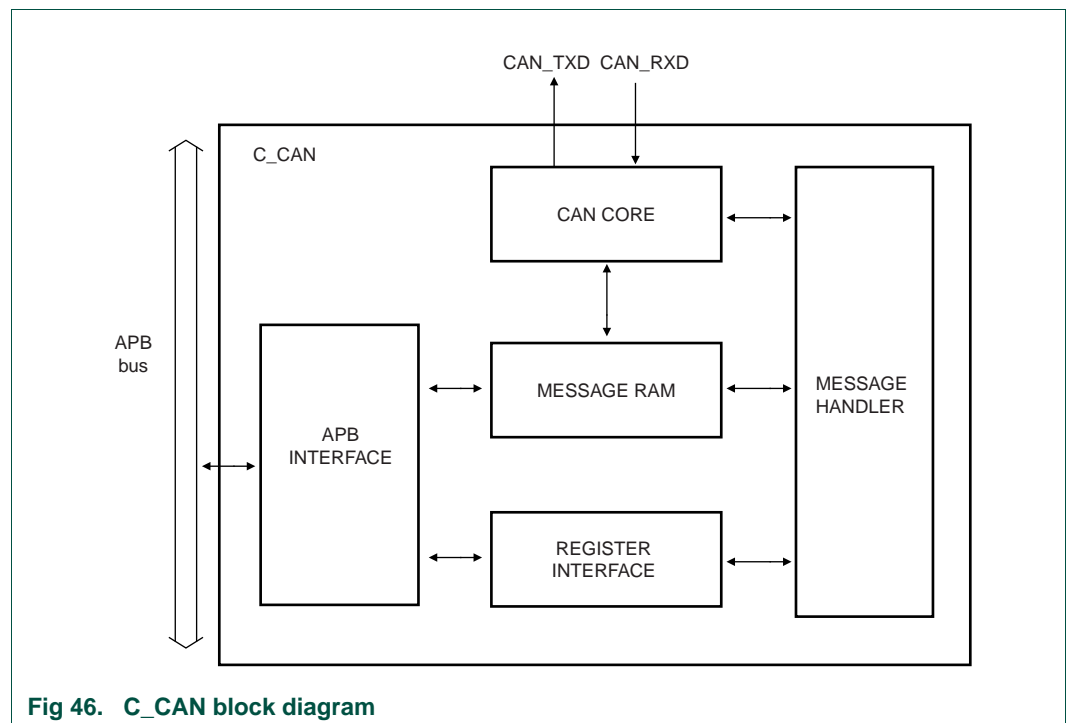 CAN_TXD CAN_RXD
C_CAN
CAN CORE
APB
bus
APB
INTERFACE
MESSAGE RAM
MESSAGE
HANDLER
REGISTER
INTERFACE
Fig 46. C_CAN block diagram